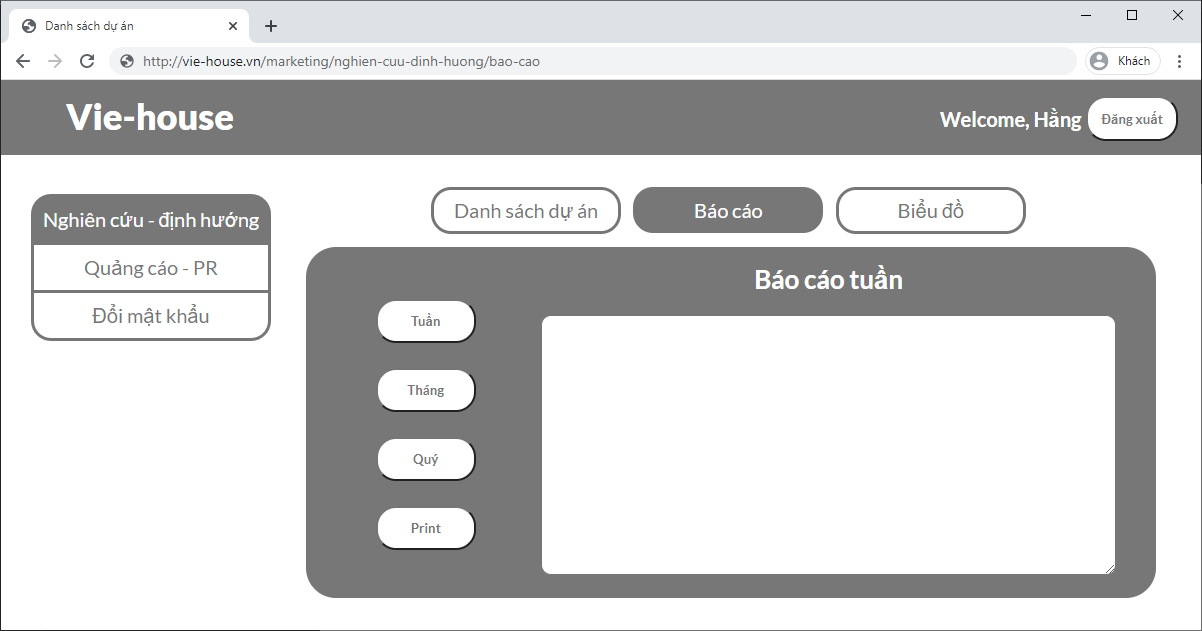 Danh sách dự án
http://vie-house.vn/marketing/nghien-cuu-dinh-huong/bao-cao
Khách
Vie-house
Welcome, Hằng
Đăng xuất
Nghiên cứu - định hướng
Quảng cáo - PR
Đổi mật khẩu
Danh sách dự án
Báo cáo
Biểu đồ
Báo cáo tuần
Tuần
Tháng
Quý
Print